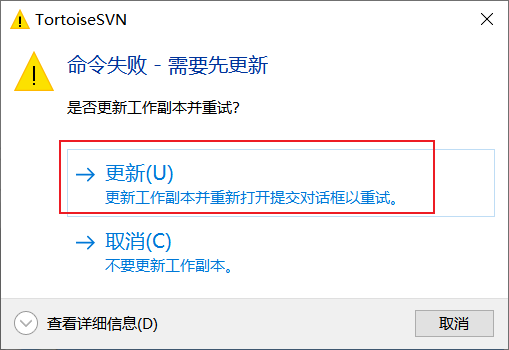 TortoiseSVN
命令失败 - 需要先更新
是否更新工作副本并重试?
更新(U)
更新工作副本并重新打开提交对话框以重试。
取消(C)
不要更新工作副本。
查看详细信息(D)
取消